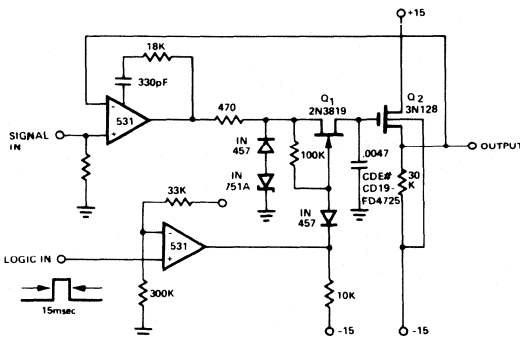 +15
18K
330pF
-
531
+
SIGNAL
IN
470
Q1
2N3819
Q2
3N128
OUTPUT
100K
.0047
CDE#
CD19-
FD4725
30
K
IN
457
IN
751A
IN
457
33K
-
531
+
LOGIC IN
15msec
300K
10K
-15
-15